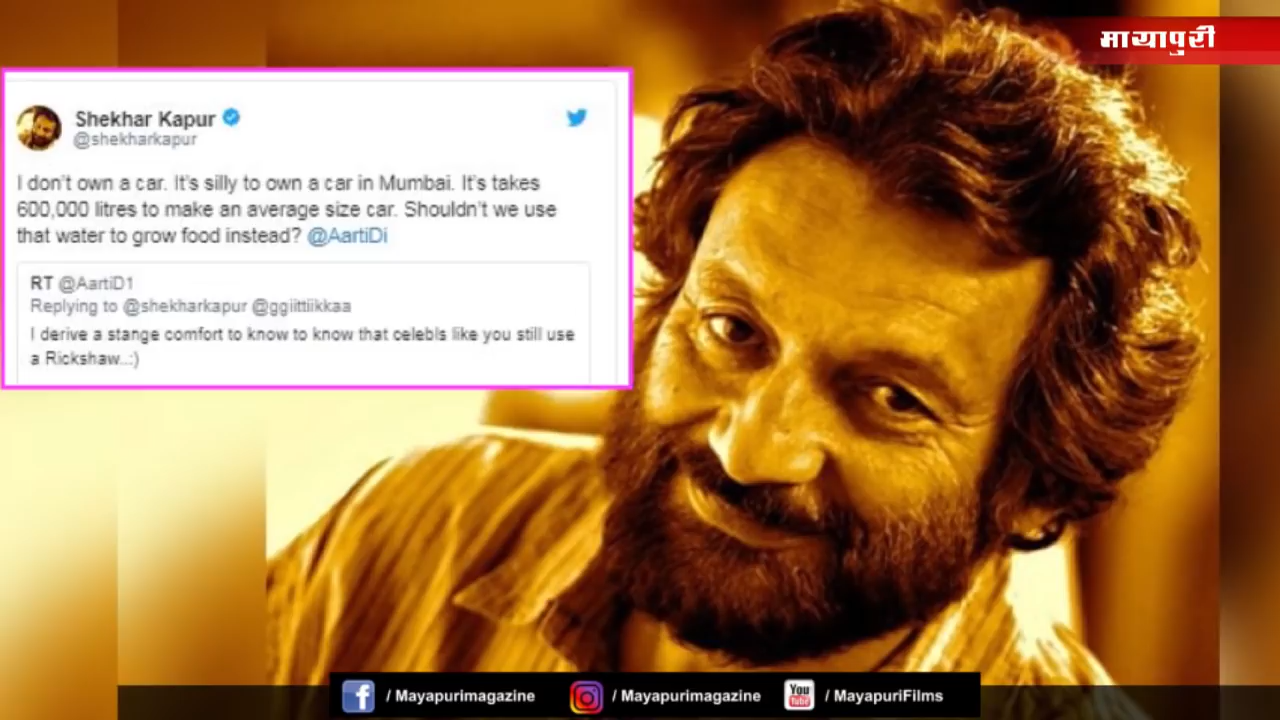 मायापुरी
Shekhar Kapur
@shekharkapur
I don't own a car. It's silly to own a car in Mumbai. It's takes
600,000 litres to make an average size car. Shouldn't we use
that water to grow food instead? @AartiDi
RT @AartiD1
Replying to @shekharkapur @ggiittiikkaa
I derive a stange comfort to know to know that celebls like you still use
a Rickshaw..:)
f / Mayapurimagazine
/ Mayapurimagazine
You Tube / MayapuriFilms